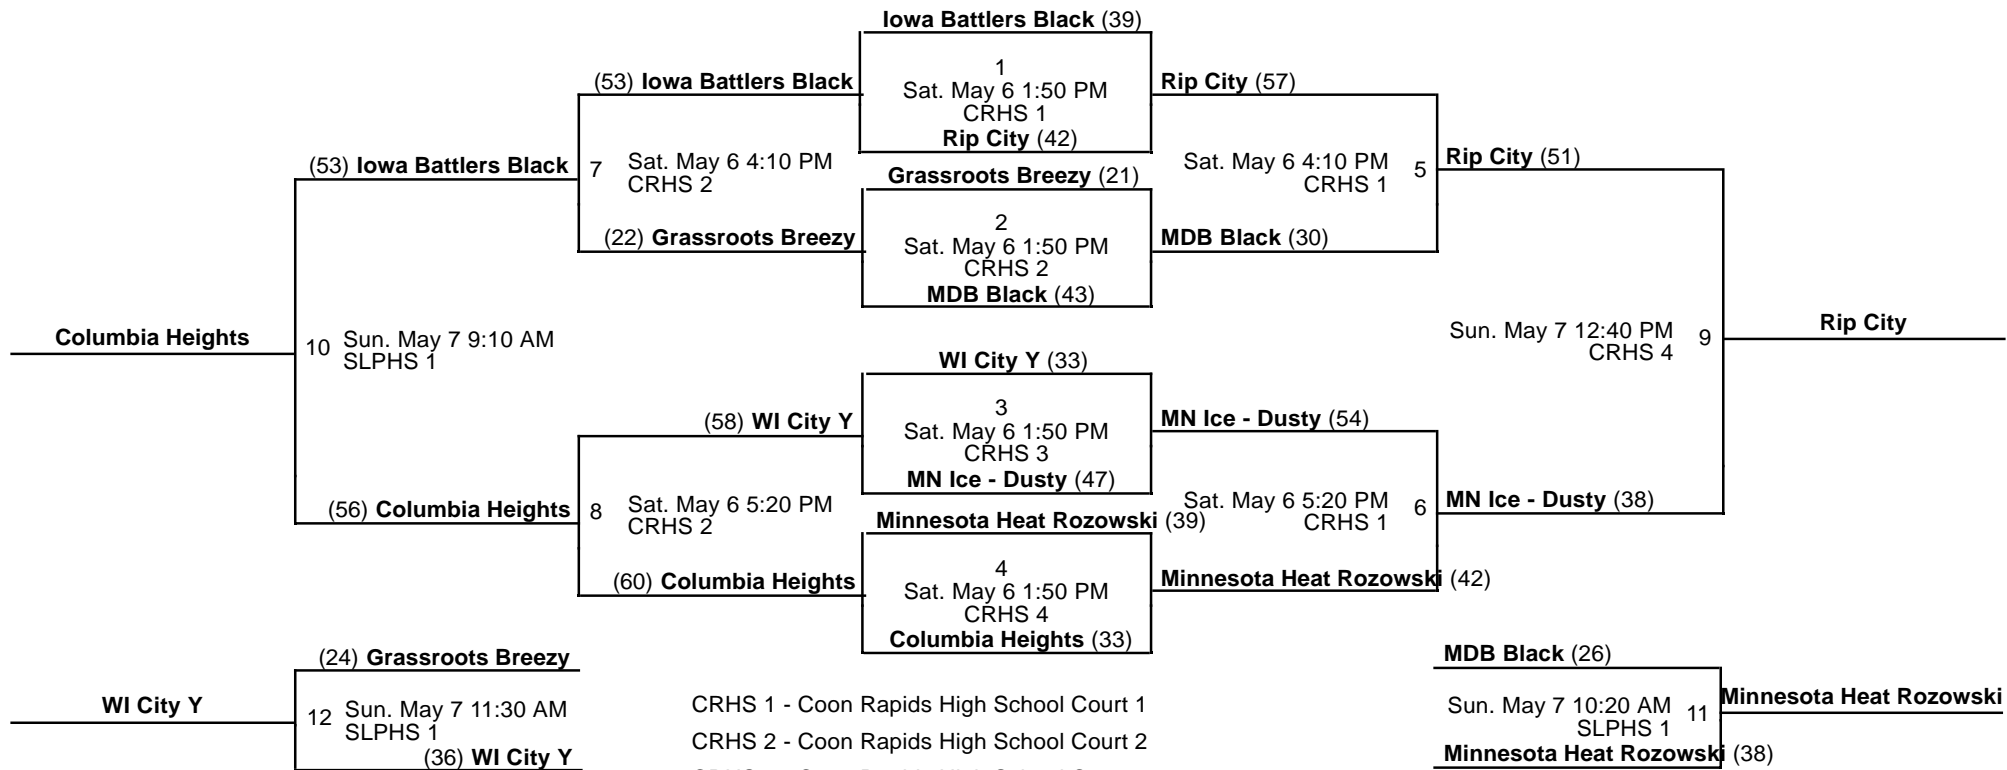 Iowa Battlers Black (39)
(53) Iowa Battlers Black
1
Sat. May 6 1:50 PM
CRHS 1
Rip City (42)
Rip City (57)
(53) Iowa Battlers Black
7
Sat. May 6 4:10 PM
CRHS 2
Sat. May 6 4:10 PM
CRHS 1
5
Rip City (51)
Grassroots Breezy (21)
(22) Grassroots Breezy
2
Sat. May 6 1:50 PM
CRHS 2
MDB Black (43)
MDB Black (30)
Columbia Heights
10
Sun. May 7 9:10 AM
SLPHS 1
Sun. May 7 12:40 PM
CRHS 4
9
Rip City
WI City Y (33)
(58) WI City Y
3
Sat. May 6 1:50 PM
CRHS 3
MN Ice - Dusty (47)
MN Ice - Dusty (54)
(56) Columbia Heights
8
Sat. May 6 5:20 PM
CRHS 2
Sat. May 6 5:20 PM
CRHS 1
6
MN Ice - Dusty (38)
Minnesota Heat Rozowski (39)
(60) Columbia Heights
4
Sat. May 6 1:50 PM
CRHS 4
Columbia Heights (33)
Minnesota Heat Rozowski (42)
(24) Grassroots Breezy
WI City Y
12
Sun. May 7 11:30 AM
SLPHS 1
(36) WI City Y
CRHS 1 - Coon Rapids High School Court 1
CRHS 2 - Coon Rapids High School Court 2
MDB Black (26)
Sun. May 7 10:20 AM
SLPHS 1
11
Minnesota Heat Rozowski
Minnesota Heat Rozowski (38)